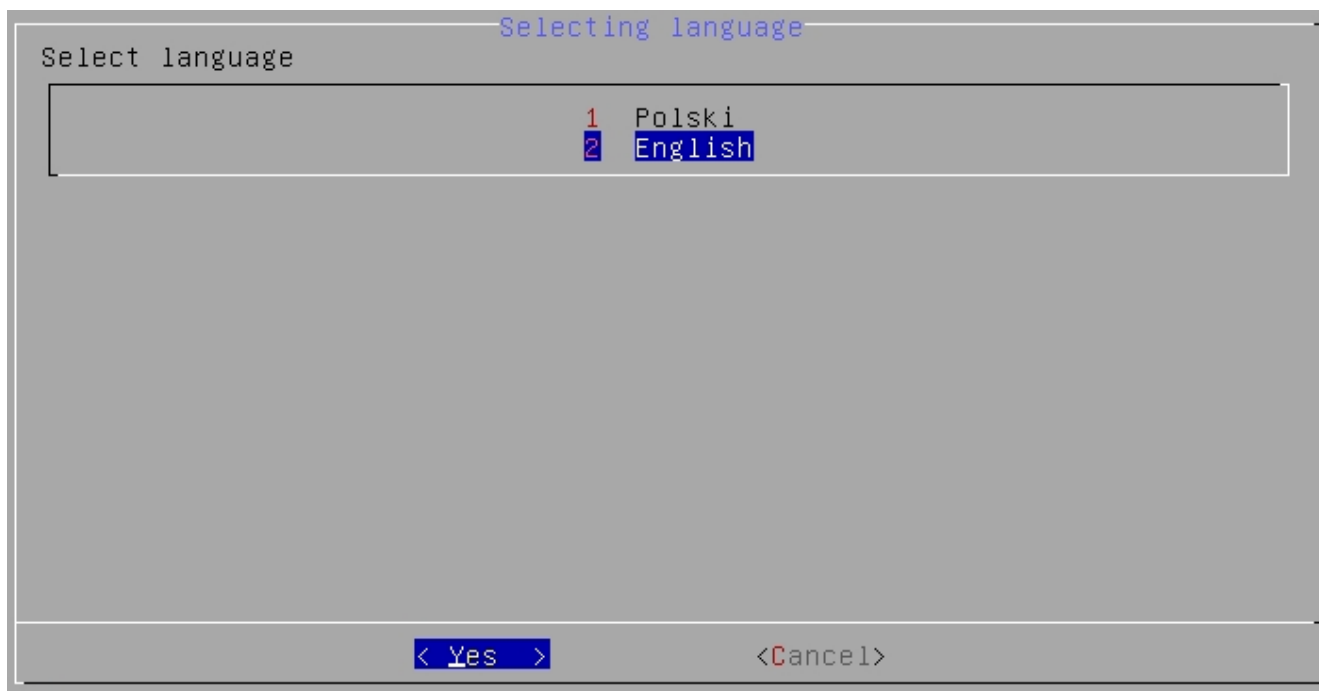 Selecting language
Select language
1 Polski
2 English
< Yes > <Cancel>